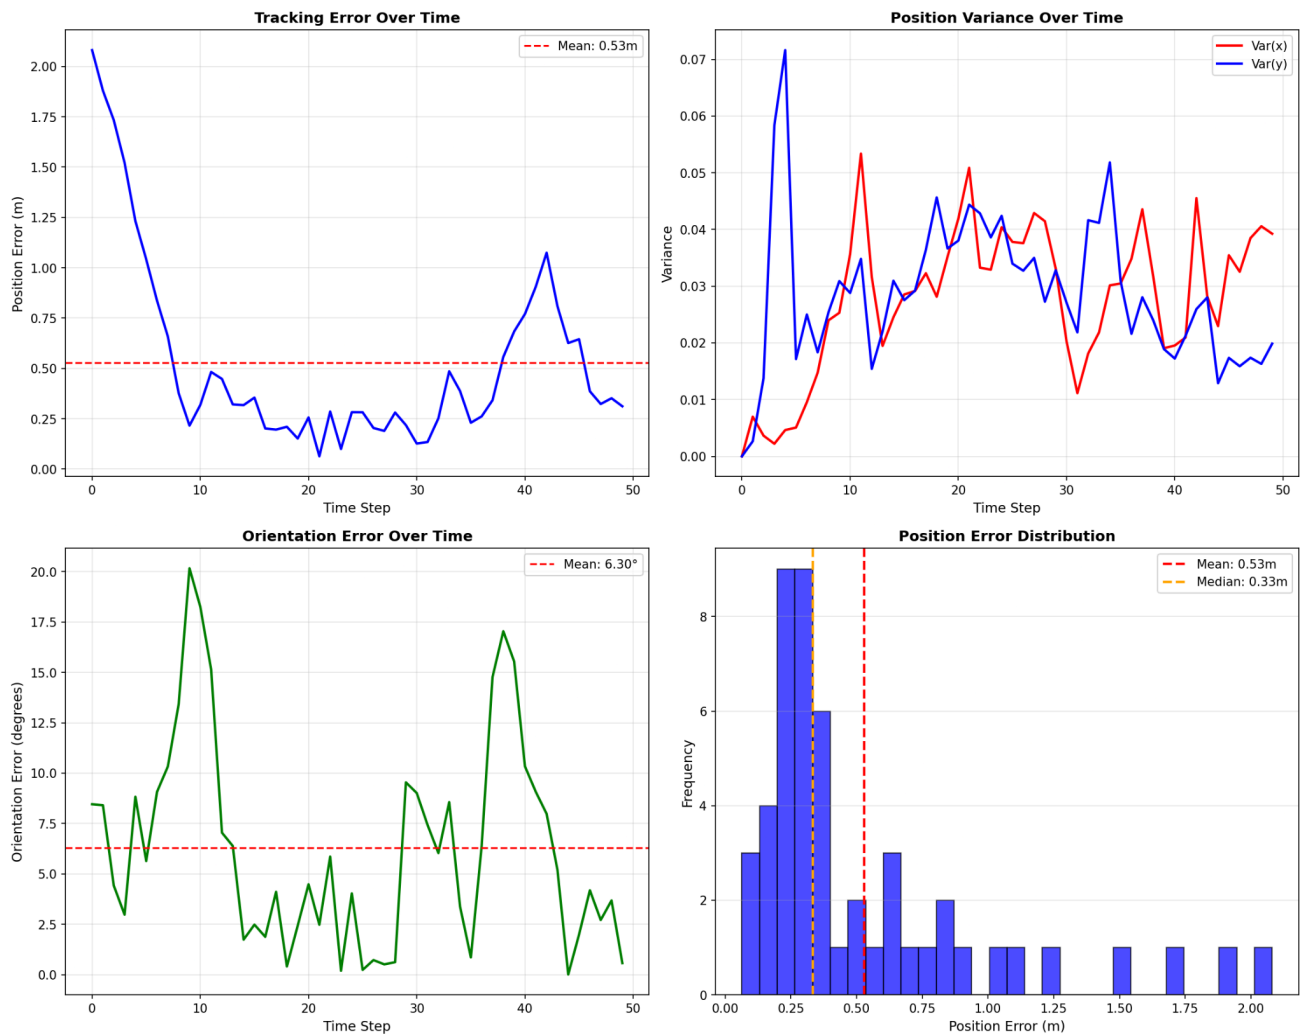 Tracking Error Over Time
Mean: 0.53m
2.00
1.75
1.50
1.25
1.00
0.75
0.50
0.25
0.00
Position Error (m)
0 10 20 30 40 50
Time Step
Position Variance Over Time
Var(x)
Var(y)
0.07
0.06
0.05
0.04
0.03
0.02
0.01
0.00
Variance
0 10 20 30 40 50
Time Step
Orientation Error Over Time
Mean: 6.30°
20.0
17.5
15.0
12.5
10.0
7.5
5.0
2.5
0.0
Orientation Error (degrees)
0 10 20 30 40 50
Time Step
Position Error Distribution
Mean: 0.53m
Median: 0.33m
8
6
4
2
0
Frequency
0.00 0.25 0.50 0.75 1.00 1.25 1.50 1.75 2.00
Position Error (m)